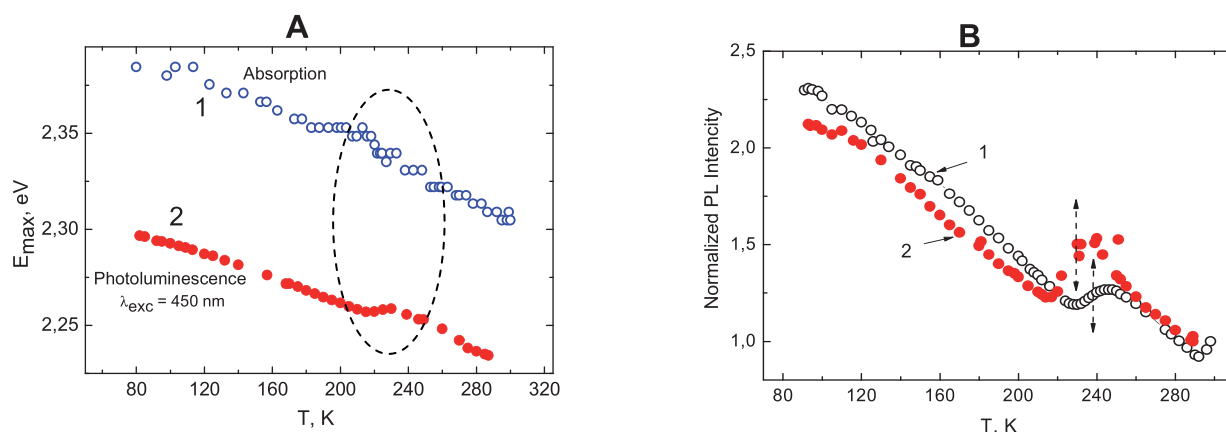 A
Absorption
1
2
Photoluminescence
λexc = 450 nm
Emax, eV
2,35
2,30
2,25
80 120 160 200 240 280 320
T, K
B
1
2
Normalized PL Intencity
2,5
2,0
1,5
1,0
80 120 160 200 240 280
T, K